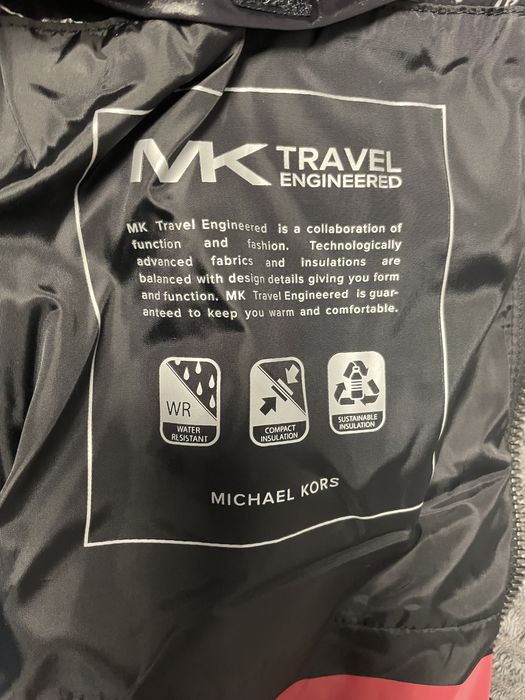 MK TRAVEL
ENGINEERED
MK Travel Engineered is a collaboration of
function and fashion. Technologically
advanced fabrics and insulations are
balanced with design details giving you form
and function. MK Travel Engineered is guar-
anteed to keep you warm and comfortable.
WR
WATER
RESISTANT
COMPACT
INSULATION
SUSTAINABLE
INSULATION
MICHAEL KORS